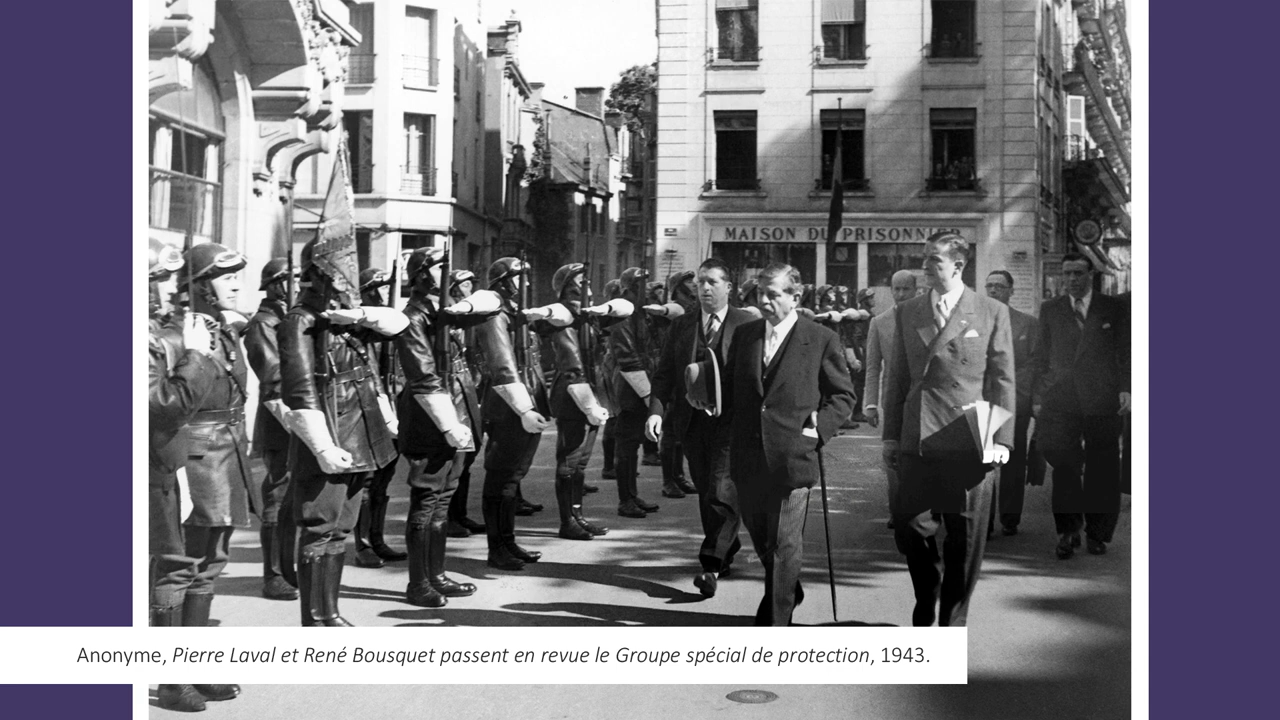 MAISON DU PRISONNIER
Anonyme, Pierre Laval et René Bousquet passent en revue le Groupe spécial de protection, 1943.